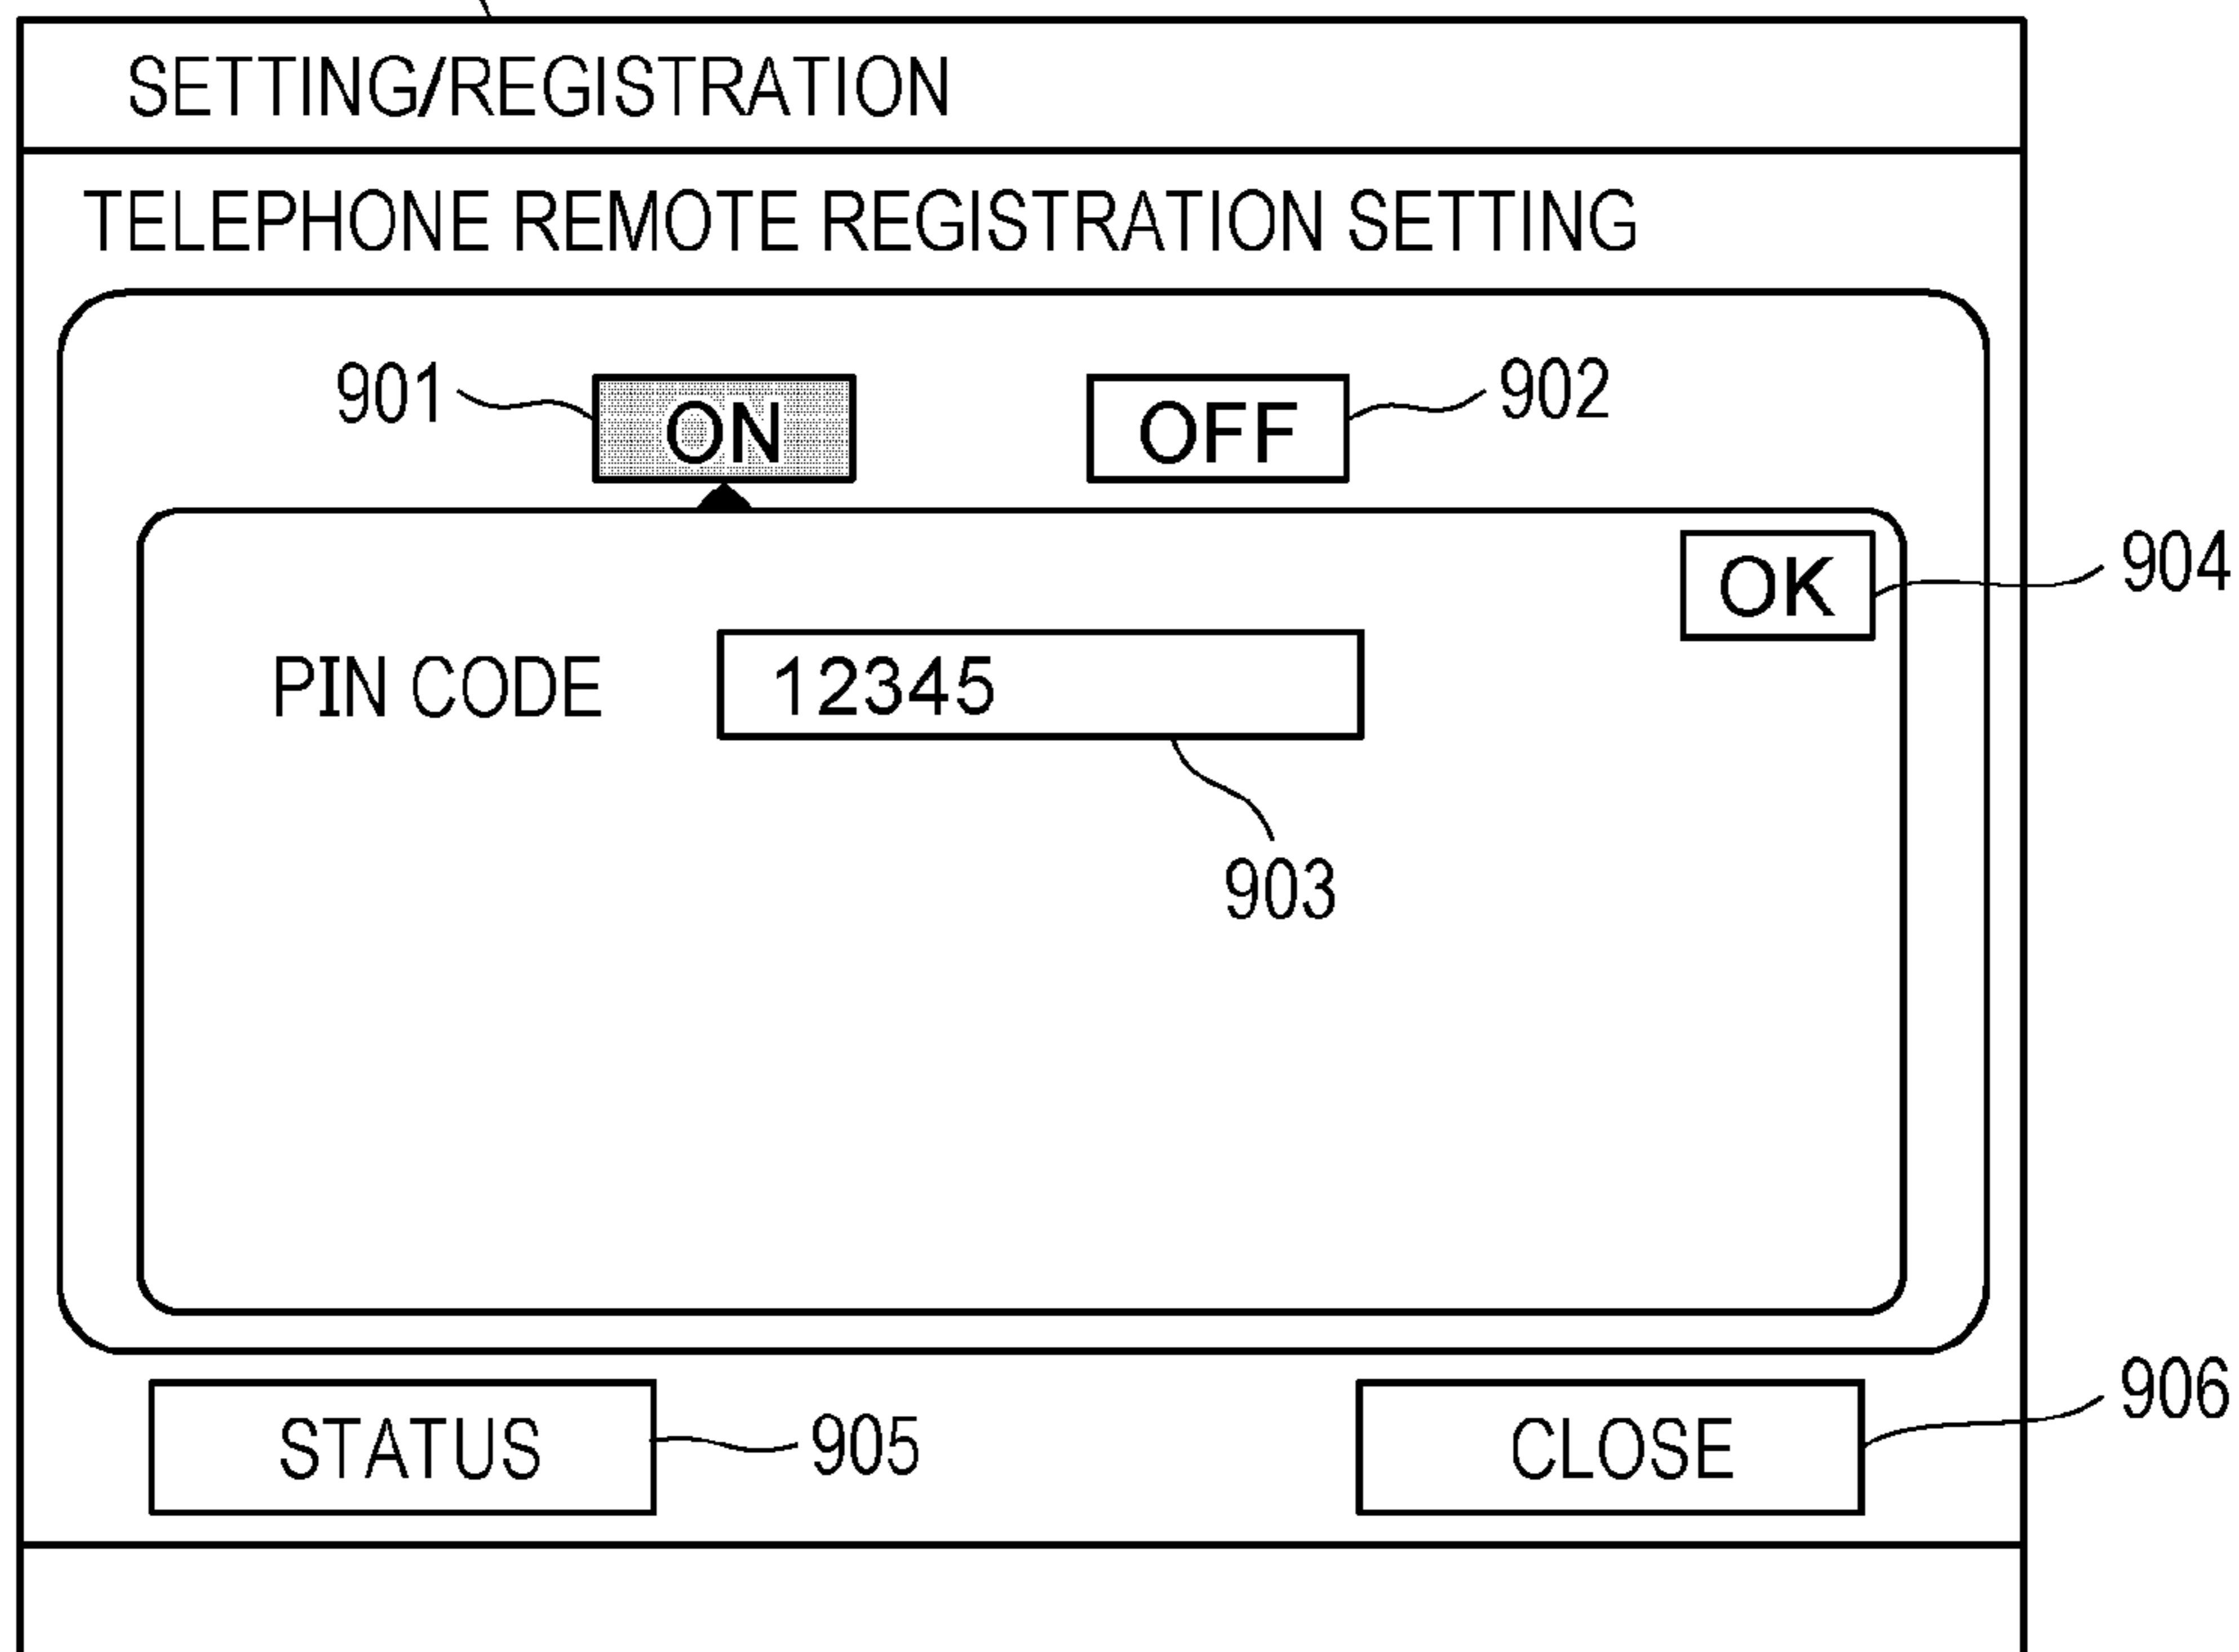 SETTING/REGISTRATION
TELEPHONE REMOTE REGISTRATION SETTING
901 ON OFF 902
OK 904
PIN CODE 12345
903
STATUS 905 CLOSE 906